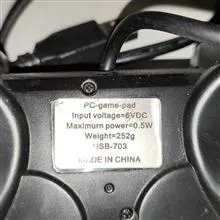 PC-game-pad
Input voltage=5VDC
Maximum power=0.5W
Weight=252g
USB-703
MADE IN CHINA